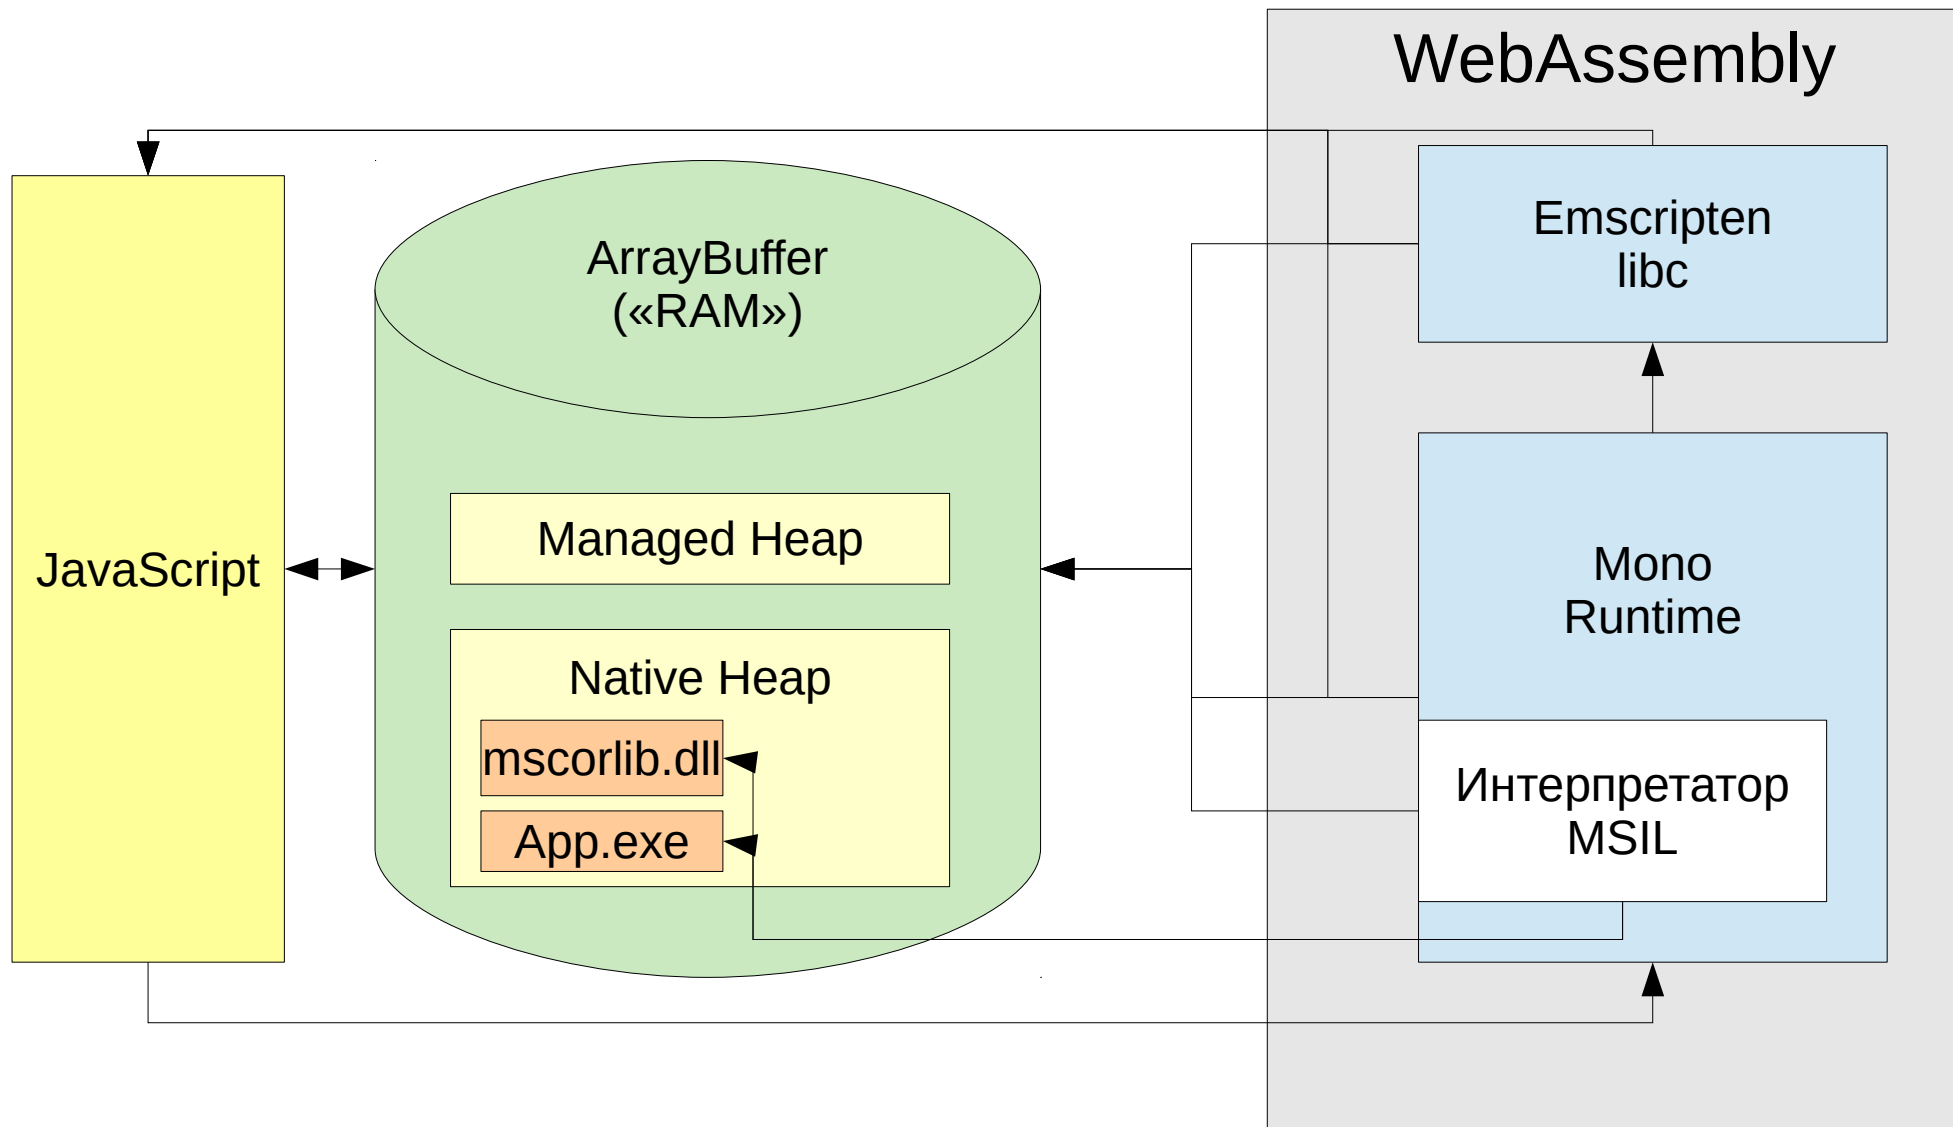 WebAssembly
JavaScript
ArrayBuffer
(«RAM»)
Managed Heap
Native Heap
mscorlib.dll
App.exe
Emscripten
libc
Mono
Runtime
Интерпретатор
MSIL